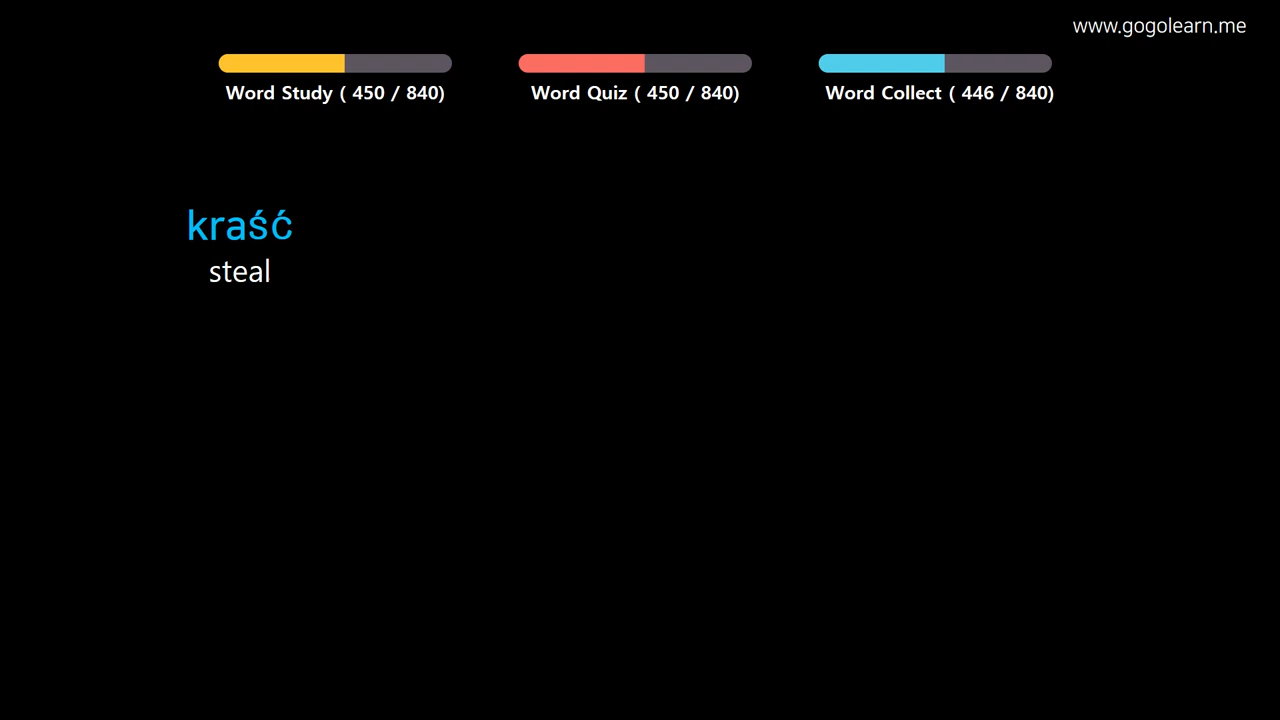 www.gogolearn.me
Word Study ( 450 / 840)
Word Quiz ( 450 / 840)
Word Collect ( 446 / 840)
kraść
steal